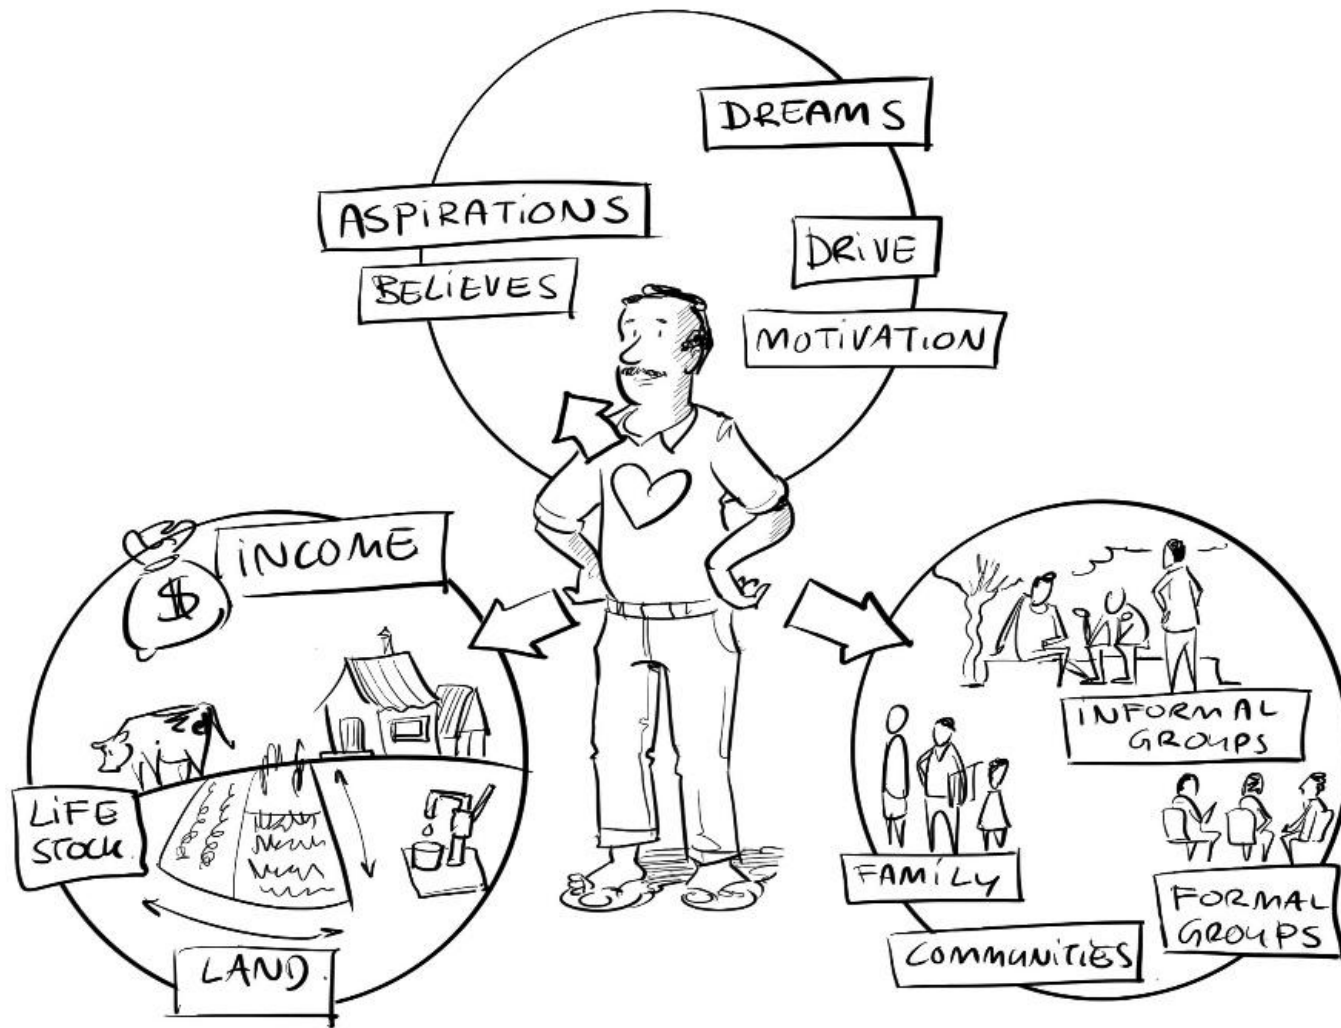 DREAMS
ASPIRATIONS
BELIEVES
DRIVE
MOTIVATION
$
INCOME
LIFE
STOCK
LAND
INFORMAL
GROUPS
FAMILY
FORMAL
GROUPS
COMMUNITIES